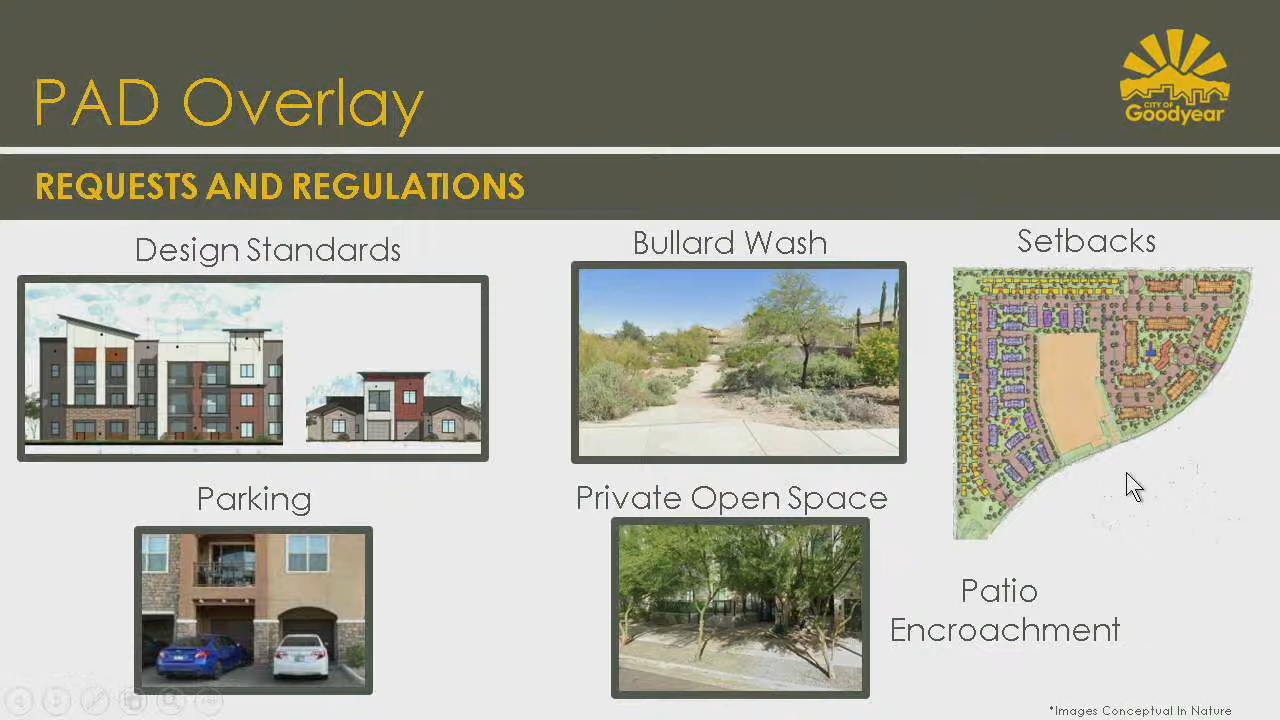 PAD Overlay
CITY OF
Goodyear
REQUESTS AND REGULATIONS
Design Standards
Bullard Wash
Setbacks
Parking
Private Open Space
Patio
Encroachment
*Images Conceptual In Nature